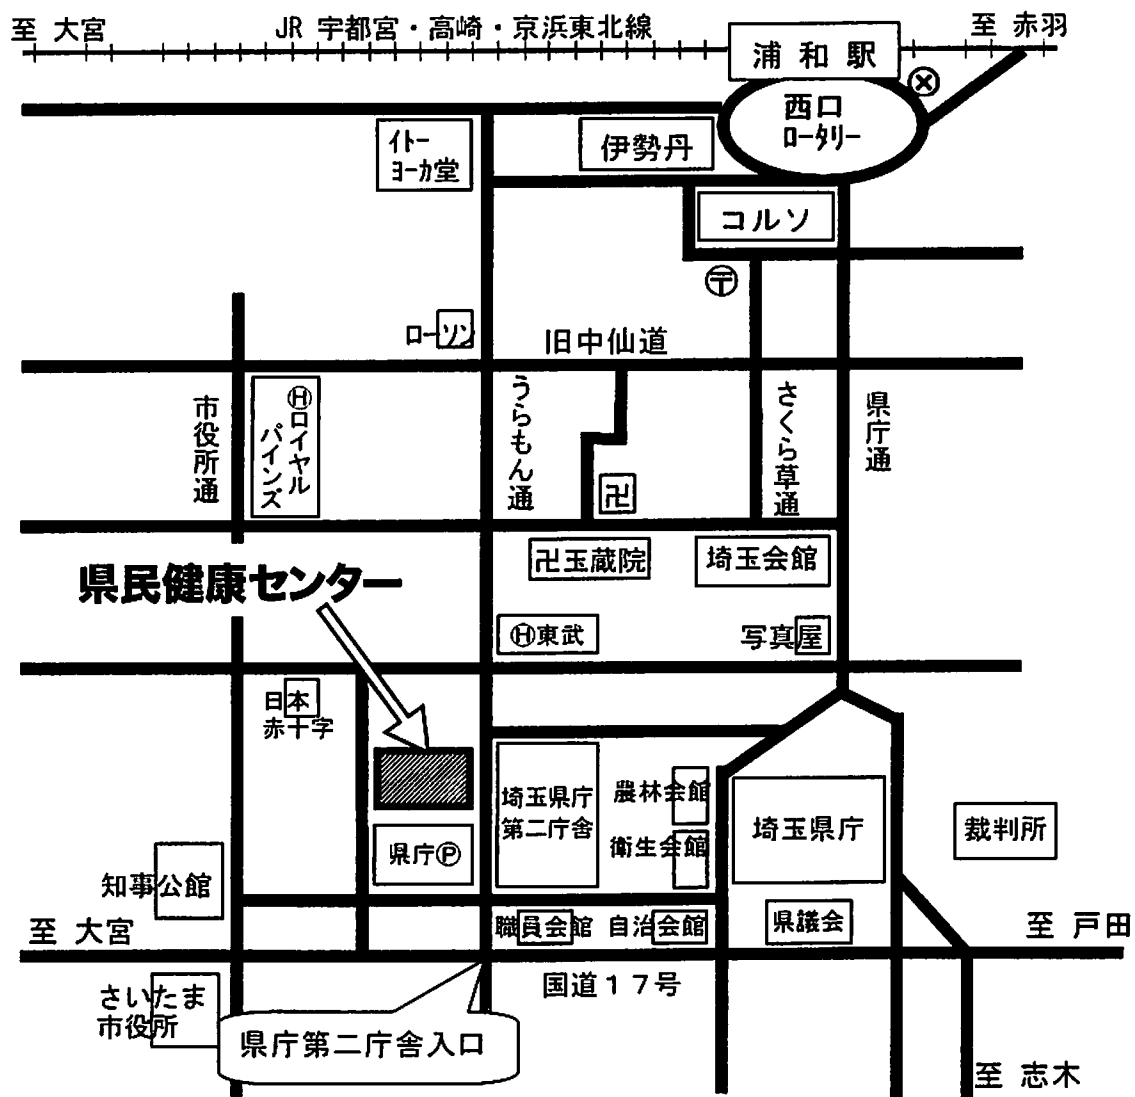 至 大宮
JR 宇都宮・高崎・京浜東北線
至 赤羽
浦 和 駅
西口
ロータリー
イトー
ヨーカ堂
伊勢丹
コルソ
〒
ローソン
旧中仙道
市役所通
Ⓗロイヤル
パインズ
うらもん通
さくら草通
県庁通
卍
卍玉蔵院
埼玉会館
県民健康センター
Ⓗ東武
写真屋
日本
赤十字
埼玉県庁
第二庁舎
農林会館
衛生会館
埼玉県庁
裁判所
県庁Ⓟ
知事公館
職員会館
自治会館
県議会
至 大宮
至 戸田
国道17号
さいたま
市役所
県庁第二庁舎入口
至 志木